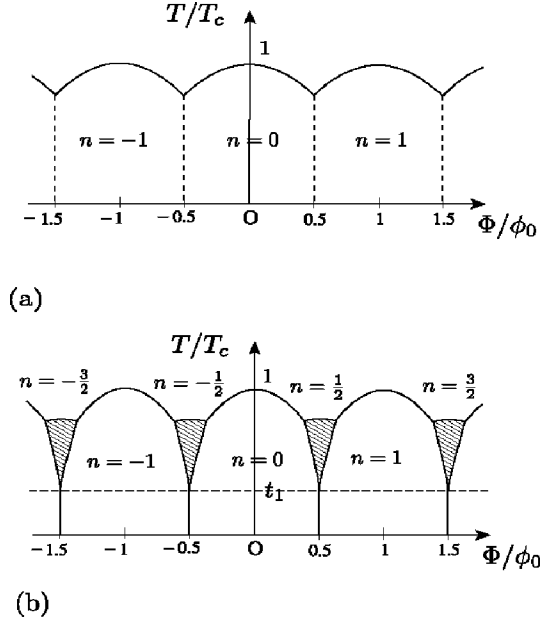 T/T_c
1
n = −1 n = 0 n = 1
−1.5 −1 −0.5 O 0.5 1 1.5
Φ/ϕ_0
(a)
T/T_c
n = −3/2 n = −1/2 1 n = 1/2 n = 3/2
n = −1 n = 0 n = 1
t_1
−1.5 −1 −0.5 O 0.5 1 1.5
Φ/ϕ_0
(b)